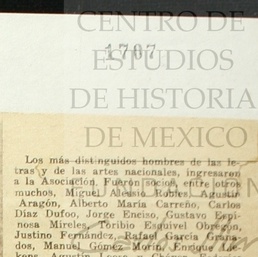 CENTRO DE
1767
ESTUDIOS
DE HISTORIA
DE MEXICO
Los más distinguidos hombres de las le-
tras y de las artes nacionales, ingresaron
a la Asociación. Fueron socios, entre otros
muchos, Miguel Alessio Robles, Agustín
Aragón, Alberto María Carreño, Carlos
Díaz Dufoo, Jorge Enciso, Gustavo Espi-
nosa Mireles, Toribio Esquivel Obregón,
Justino Fernández, Rafael García Grana-
dos, Manuel Gómez Morín, Enrique